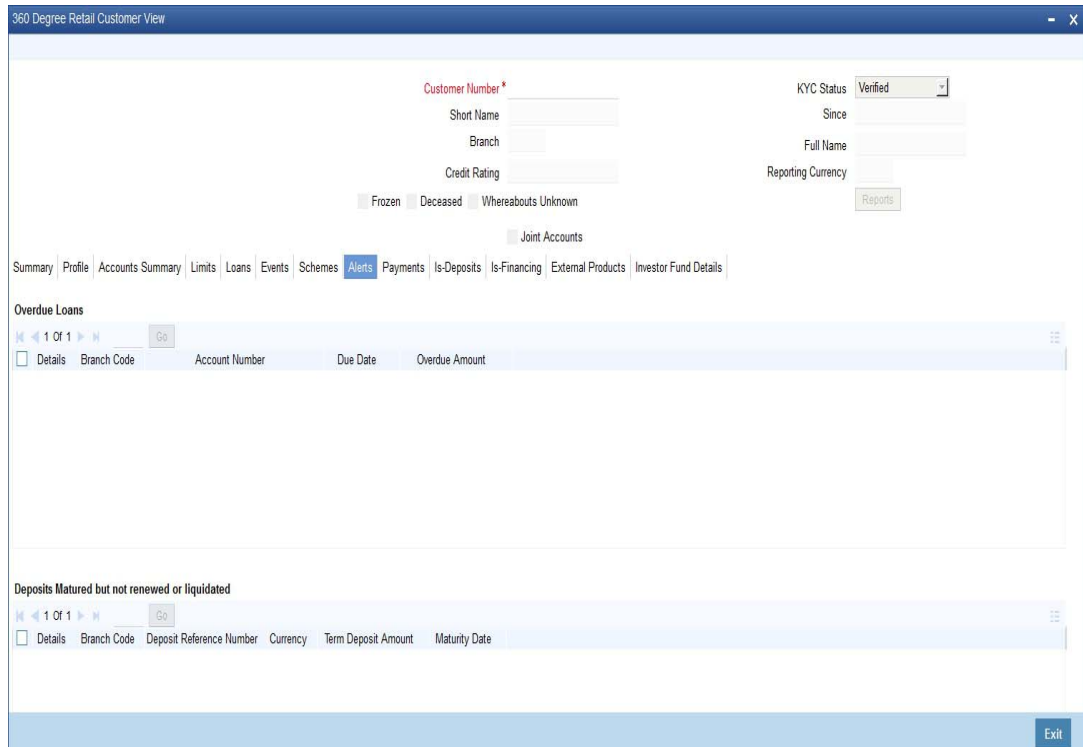 360 Degree Retail Customer View - X
Customer Number * KYC Status Verified
Short Name Since
Branch Full Name
Credit Rating Reporting Currency
Frozen Deceased Whereabouts Unknown Reports
Joint Accounts
Summary Profile Accounts Summary Limits Loans Events Schemes Alerts Payments Is-Deposits Is-Financing External Products Investor Fund Details
Overdue Loans
1 Of 1 Go
Details Branch Code Account Number Due Date Overdue Amount
Deposits Matured but not renewed or liquidated
1 Of 1 Go
Details Branch Code Deposit Reference Number Currency Term Deposit Amount Maturity Date
Exit